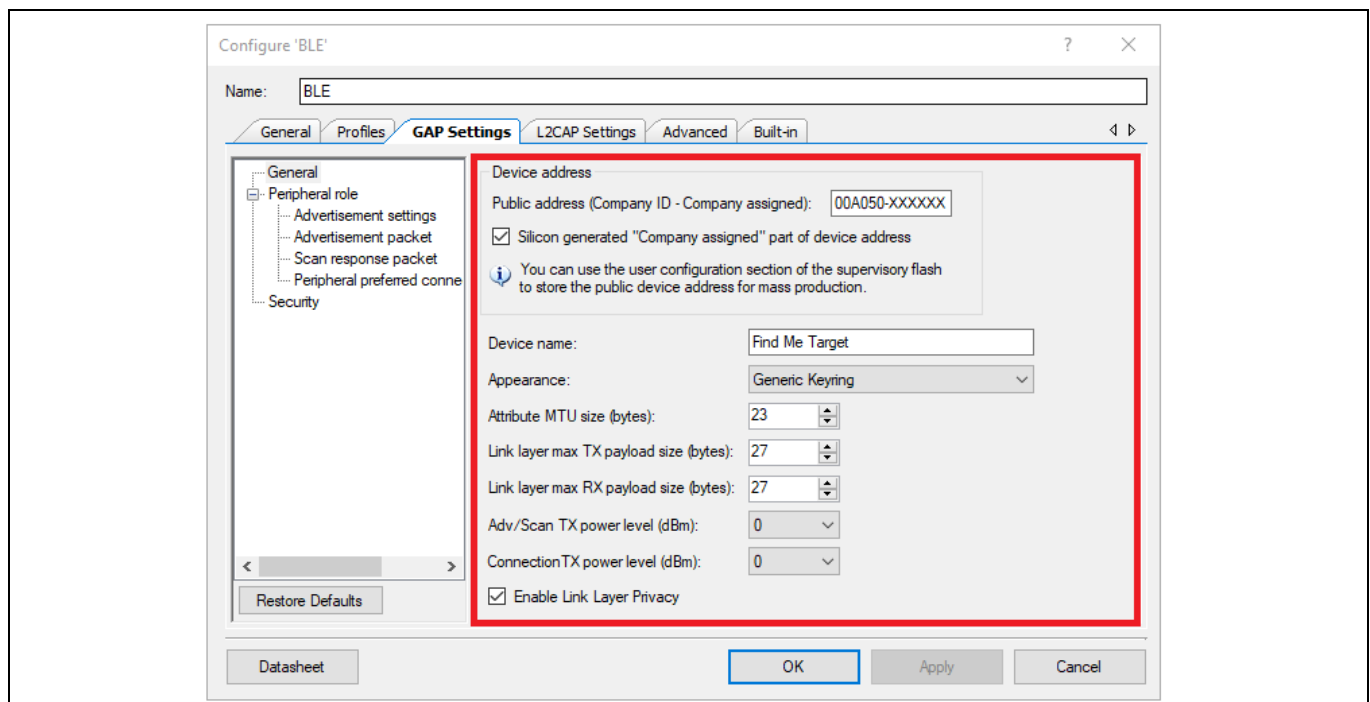 Configure 'BLE'
?
Name: BLE
General Profiles GAP Settings L2CAP Settings Advanced Built-in
General
Peripheral role
Advertisement settings
Advertisement packet
Scan response packet
Peripheral preferred conne
Security
Restore Defaults
Device address
Public address (Company ID - Company assigned): 00A050-XXXXXX
Silicon generated "Company assigned" part of device address
You can use the user configuration section of the supervisory flash
to store the public device address for mass production.
Device name: Find Me Target
Appearance: Generic Keyring
Attribute MTU size (bytes): 23
Link layer max TX payload size (bytes): 27
Link layer max RX payload size (bytes): 27
Adv/Scan TX power level (dBm): 0
ConnectionTX power level (dBm): 0
Enable Link Layer Privacy
Datasheet OK Apply Cancel